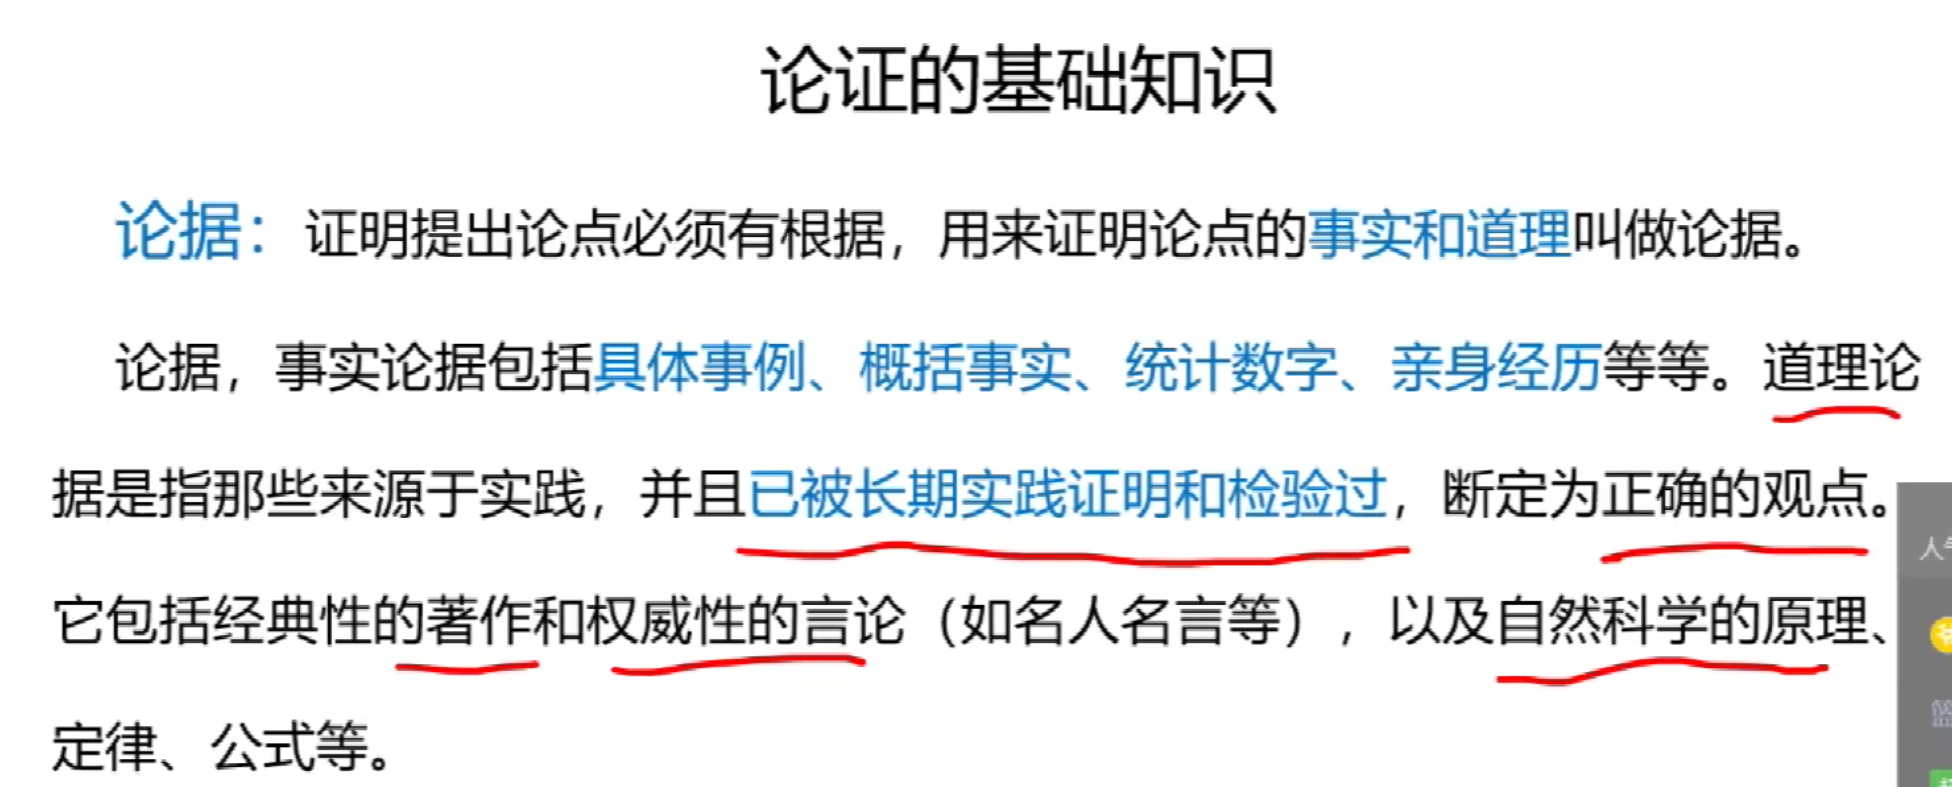 论证的基础知识
论据：证明提出论点必须有根据，用来证明论点的事实和道理叫做论据。
论据，事实论据包括具体事例、概括事实、统计数字、亲身经历等等。道理论
据是指那些来源于实践，并且已被长期实践证明和检验过，断定为正确的观点。
它包括经典性的著作和权威性的言论（如名人名言等），以及自然科学的原理、
定律、公式等。